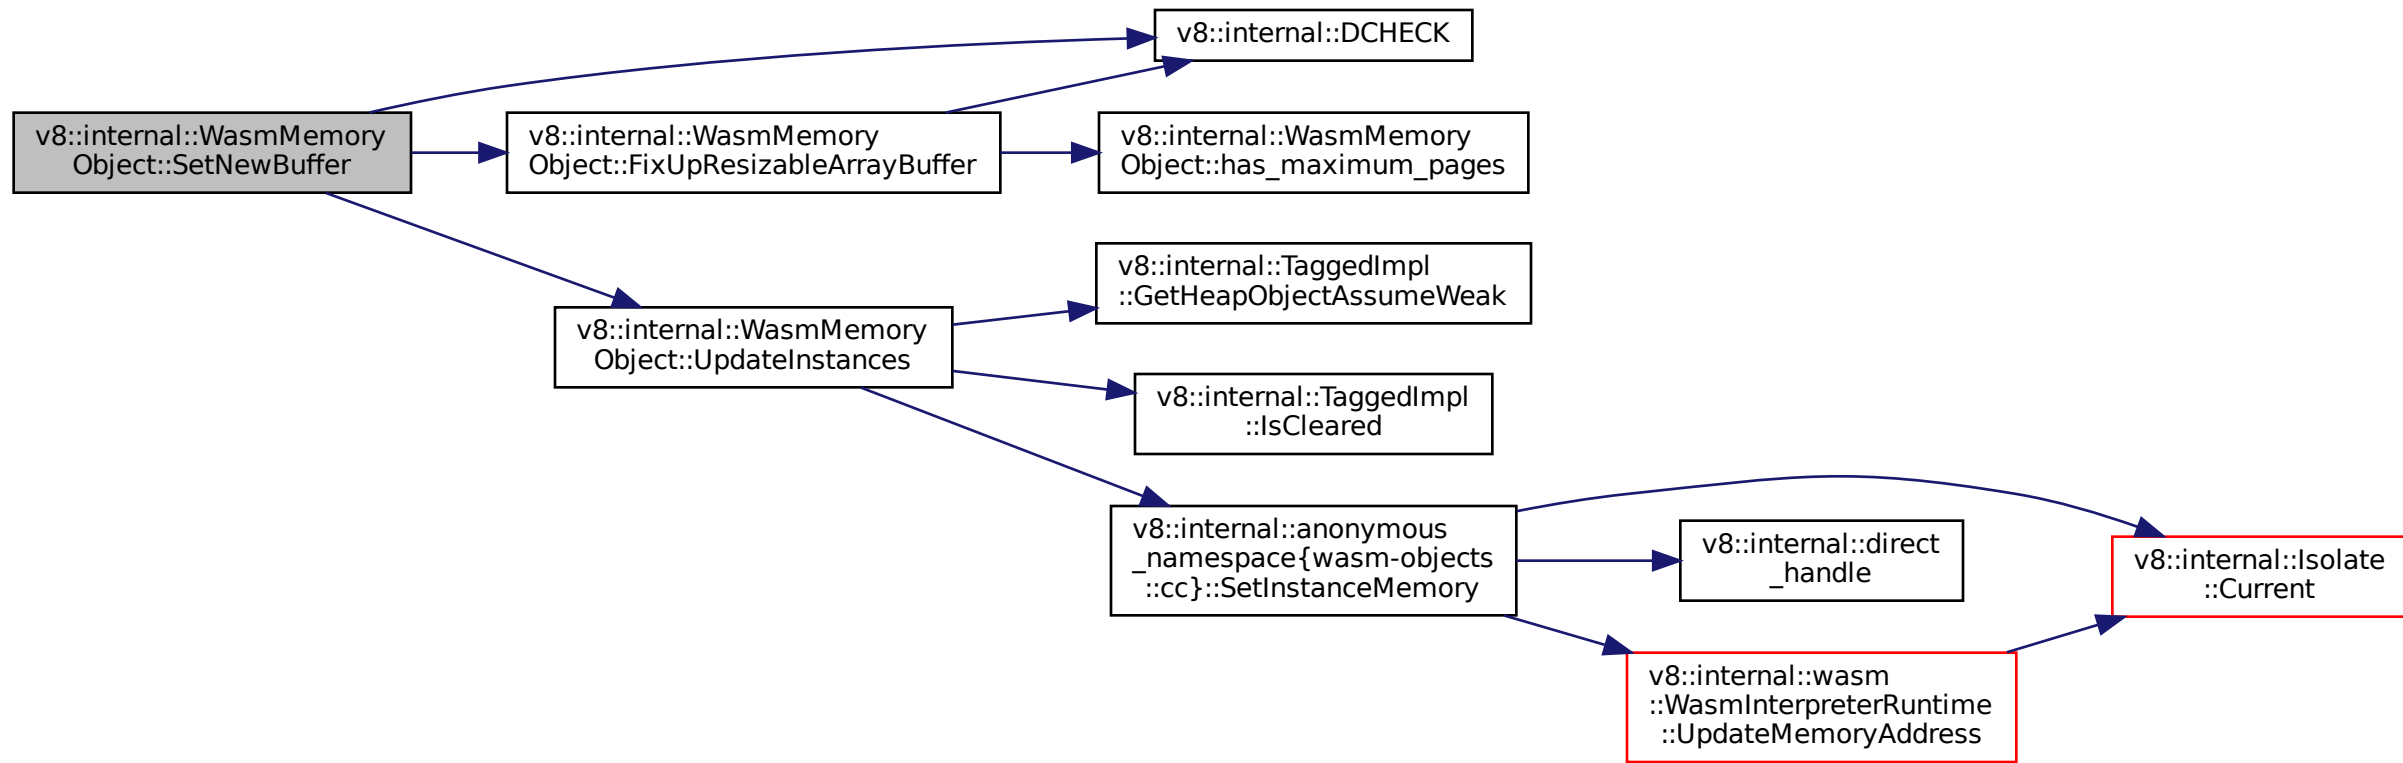 v8::internal::DCHECK
v8::internal::WasmMemory
Object::SetNewBuffer
v8::internal::WasmMemory
Object::FixUpResizableArrayBuffer
v8::internal::WasmMemory
Object::has_maximum_pages
v8::internal::TaggedImpl
::GetHeapObjectAssumeWeak
v8::internal::WasmMemory
Object::UpdateInstances
v8::internal::TaggedImpl
::IsCleared
v8::internal::anonymous
_namespace{wasm-objects
::cc}::SetInstanceMemory
v8::internal::direct
_handle
v8::internal::Isolate
::Current
v8::internal::wasm
::WasmInterpreterRuntime
::UpdateMemoryAddress